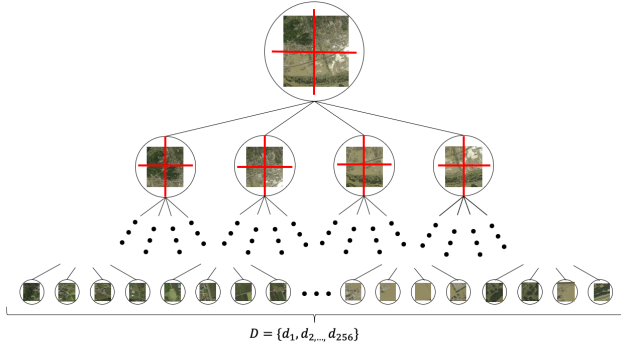 D = {d₁, d₂,..., d₂₅₆}